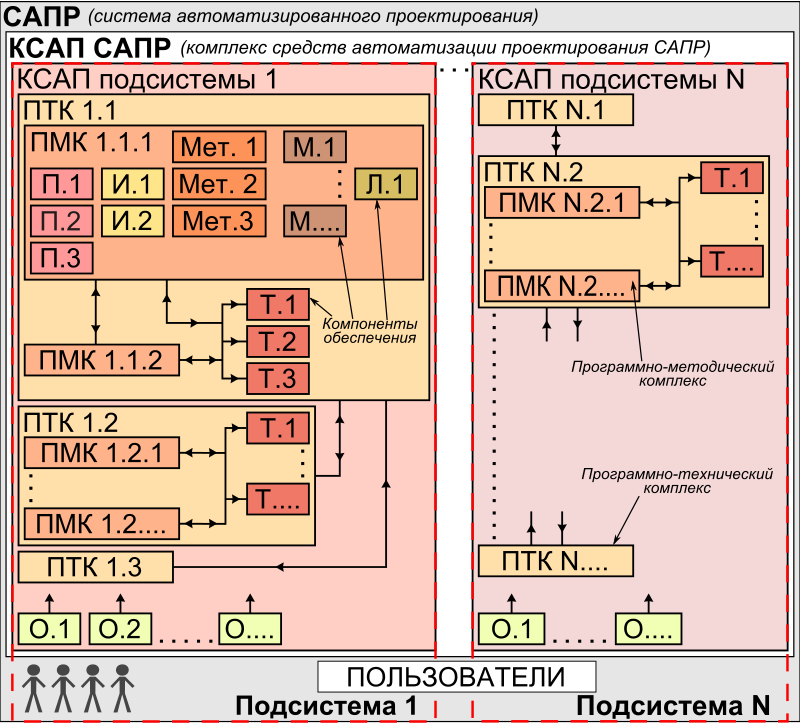 САПР (система автоматизированного проектирования)
КСАП САПР (комплекс средств автоматизации проектирования САПР)
КСАП подсистемы 1
ПТК 1.1
ПМК 1.1.1
Мет. 1
М.1
П.1
И.1
Мет. 2
Л.1
П.2
И.2
Мет.3
М....
П.3
Т.1
Компоненты
обеспечения
Т.2
ПМК 1.1.2
Т.3
ПТК 1.2
Т.1
ПМК 1.2.1
Т....
ПМК 1.2....
ПТК 1.3
О.1
О.2
О....
КСАП подсистемы N
ПТК N.1
ПТК N.2
Т.1
ПМК N.2.1
Т....
ПМК N.2....
Программно-методический
комплекс
Программно-технический
комплекс
ПТК N....
О.1
О....
ПОЛЬЗОВАТЕЛИ
Подсистема 1
Подсистема N